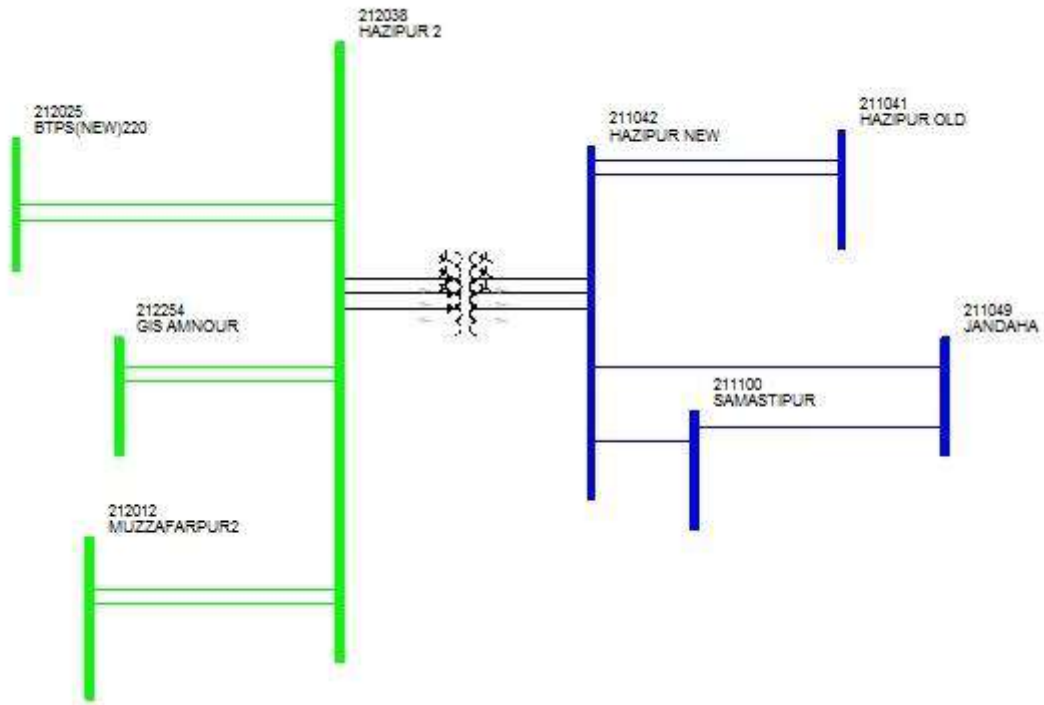 212038
HAZIPUR 2
212025
BTPS(NEW)220
211042
HAZIPUR NEW
211041
HAZIPUR OLD
212254
GIS AMNOUR
211049
JANDAHA
211100
SAMASTIPUR
212012
MUZZAFARPUR2